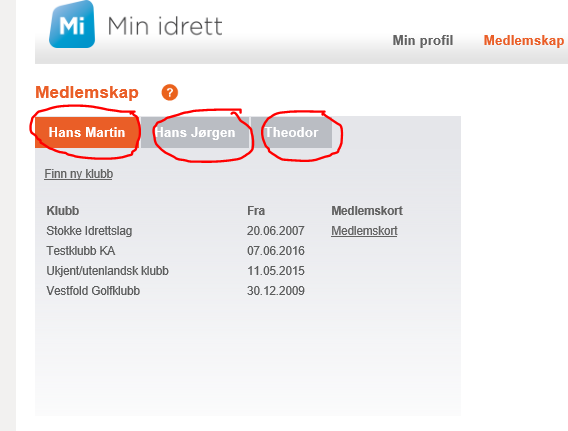 Mi Min idrett
Min profil Medlemskap
Medlemskap ?
Hans Martin Hans Jørgen Theodor
Finn ny klubb
Klubb Fra Medlemskort
Stokke Idrettslag 20.06.2007 Medlemskort
Testklubb KA 07.06.2016
Ukjent/utenlandsk klubb 11.05.2015
Vestfold Golfklubb 30.12.2009